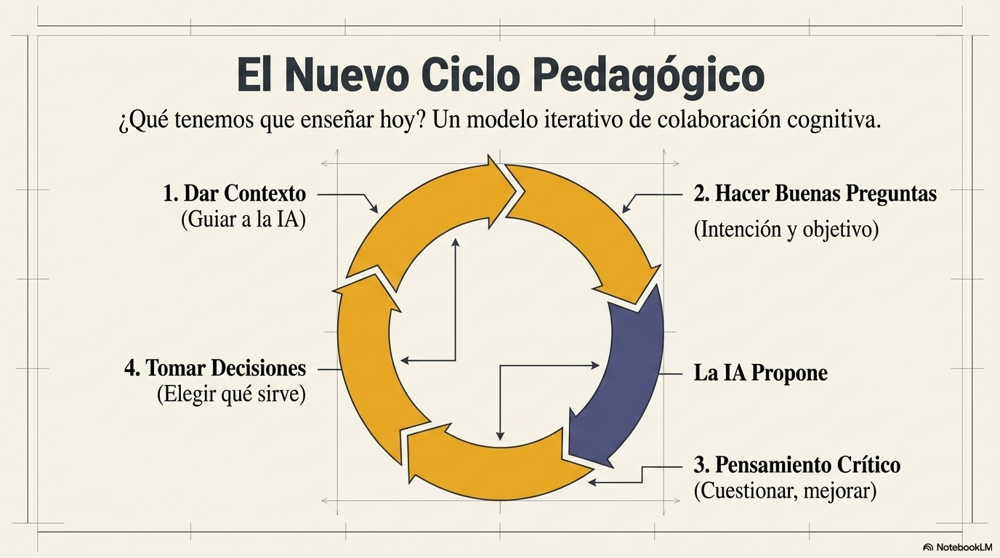 El Nuevo Ciclo Pedagógico
¿Qué tenemos que enseñar hoy? Un modelo iterativo de colaboración cognitiva.
1. Dar Contexto
(Guiar a la IA)
2. Hacer Buenas Preguntas
(Intención y objetivo)
La IA Propone
3. Pensamiento Crítico
(Cuestionar, mejorar)
4. Tomar Decisiones
(Elegir qué sirve)
NotebookLM